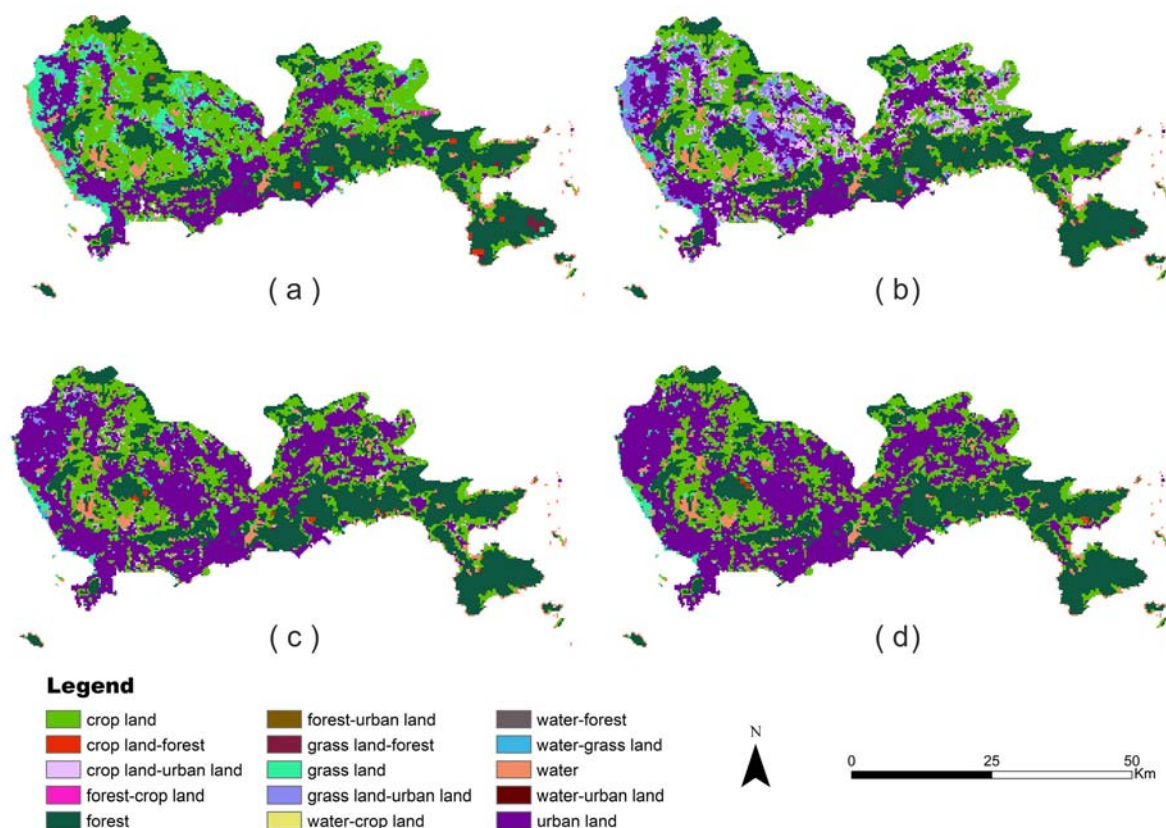 ( a )
(b)
( c )
( d )
Legend
crop land
forest-urban land
water-forest
crop land-forest
grass land-forest
water-grass land
crop land-urban land
grass land
water
forest-crop land
grass land-urban land
water-urban land
forest
water-crop land
urban land
N
0 25 50
Km